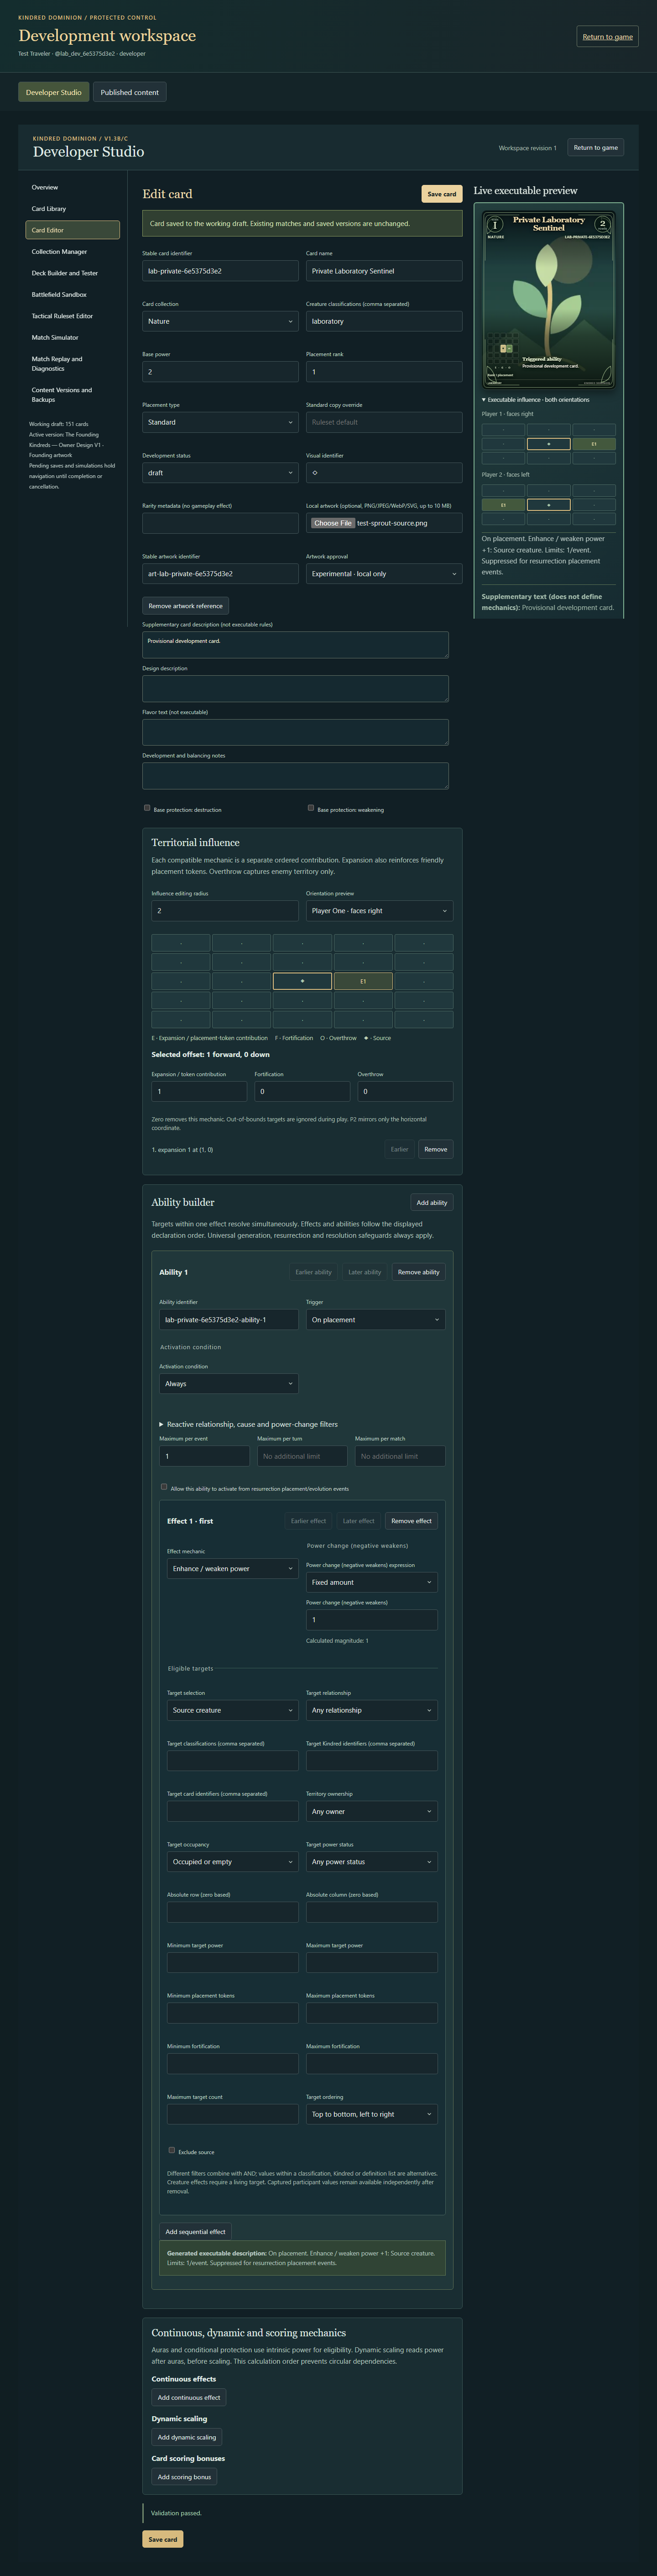 KINDRED DOMINION / PROTECTED CONTROL
Development workspace
Test Traveler · @lab_dev_6e5375d3e2 · developer
Return to game
Developer Studio
Published content
KINDRED DOMINION / V1.3B/C
Developer Studio
Workspace revision 1
Return to game
Overview
Card Library
Card Editor
Collection Manager
Deck Builder and Tester
Battlefield Sandbox
Tactical Ruleset Editor
Match Simulator
Match Replay and
Diagnostics
Content Versions and
Backups
Working draft: 151 cards
Active version: The Founding
Kindreds — Owner Design V1 ·
Founding artwork
Pending saves and simulations hold
navigation until completion or
cancellation.
Edit card
Save card
Card saved to the working draft. Existing matches and saved versions are unchanged.
Stable card identifier
Card name
lab-private-6e5375d3e2
Private Laboratory Sentinel
Card collection
Creature classifications (comma separated)
Nature
laboratory
Base power
Placement rank
2
1
Placement type
Standard copy override
Standard
Ruleset default
Development status
Visual identifier
draft
◇
Rarity metadata (no gameplay effect)
Local artwork (optional, PNG/JPEG/WebP/SVG, up to 10 MB)
Choose File test-sprout-source.png
Stable artwork identifier
Artwork approval
art-lab-private-6e5375d3e2
Experimental · local only
Remove artwork reference
Supplementary card description (not executable rules)
Provisional development card.
Design description
Flavor text (not executable)
Development and balancing notes
Base protection: destruction
Base protection: weakening
Territorial influence
Each compatible mechanic is a separate ordered contribution. Expansion also reinforces friendly
placement tokens. Overthrow captures enemy territory only.
Influence editing radius
Orientation preview
2
Player One · faces right
E1
E · Expansion / placement-token contribution F · Fortification O · Overthrow ◈ · Source
Selected offset: 1 forward, 0 down
Expansion / token contribution
Fortification
Overthrow
1
0
0
Zero removes this mechanic. Out-of-bounds targets are ignored during play. P2 mirrors only the horizontal
coordinate.
1. expansion 1 at (1, 0)
Earlier
Remove
Ability builder
Add ability
Targets within one effect resolve simultaneously. Effects and abilities follow the displayed
declaration order. Universal generation, resurrection and resolution safeguards always apply.
Ability 1
Earlier ability
Later ability
Remove ability
Ability identifier
Trigger
lab-private-6e5375d3e2-ability-1
On placement
Activation condition
Activation condition
Always
▶ Reactive relationship, cause and power-change filters
Maximum per event
Maximum per turn
Maximum per match
1
No additional limit
No additional limit
Allow this ability to activate from resurrection placement/evolution events
Effect 1 · first
Earlier effect
Later effect
Remove effect
Effect mechanic
Enhance / weaken power
Power change (negative weakens)
Power change (negative weakens) expression
Fixed amount
Power change (negative weakens)
1
Calculated magnitude: 1
Eligible targets
Target selection
Target relationship
Source creature
Any relationship
Target classifications (comma separated)
Target Kindred identifiers (comma separated)
Target card identifiers (comma separated)
Territory ownership
Any owner
Target occupancy
Target power status
Occupied or empty
Any power status
Absolute row (zero based)
Absolute column (zero based)
Minimum target power
Maximum target power
Minimum placement tokens
Maximum placement tokens
Minimum fortification
Maximum fortification
Maximum target count
Target ordering
Top to bottom, left to right
Exclude source
Different filters combine with AND; values within a classification, Kindred or definition list are alternatives.
Creature effects require a living target. Captured participant values remain available independently after
removal.
Add sequential effect
Generated executable description: On placement. Enhance / weaken power +1: Source creature.
Limits: 1/event. Suppressed for resurrection placement events.
Continuous, dynamic and scoring mechanics
Auras and conditional protection use intrinsic power for eligibility. Dynamic scaling reads power
after auras, before scaling. This calculation order prevents circular dependencies.
Continuous effects
Add continuous effect
Dynamic scaling
Add dynamic scaling
Card scoring bonuses
Add scoring bonus
Validation passed.
Save card
Live executable preview
I
Private Laboratory
Sentinel
2
NATURE
LAB-PRIVATE-6E5375D3E2
Triggered ability
Provisional development card.
▼ Executable influence · both orientations
Player 1 · faces right
E1
Player 2 · faces left
E1
On placement. Enhance / weaken power
+1: Source creature. Limits: 1/event.
Suppressed for resurrection placement
events.
Supplementary text (does not define
mechanics): Provisional development card.